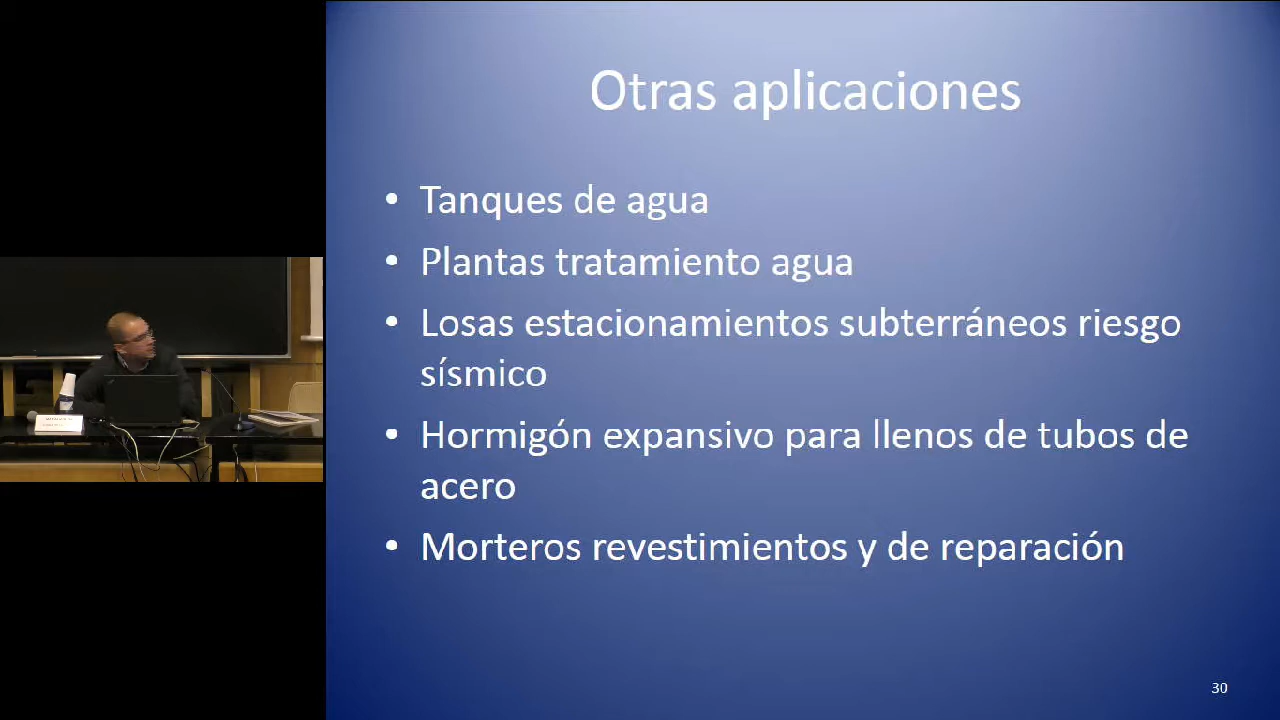 Otras aplicaciones
• Tanques de agua
• Plantas tratamiento agua
• Losas estacionamientos subterráneos riesgo
sísmico
• Hormigón expansivo para llenos de tubos de
acero
• Morteros revestimientos y de reparación
30